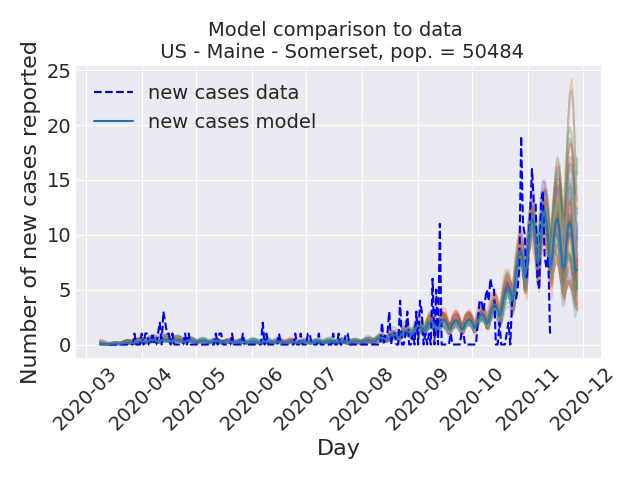 Model comparison to data
US - Maine - Somerset, pop. = 50484
Number of new cases reported
25
20
15
10
5
0
new cases data
new cases model
2020-03
2020-04
2020-05
2020-06
2020-07
2020-08
2020-09
2020-10
2020-11
2020-12
Day